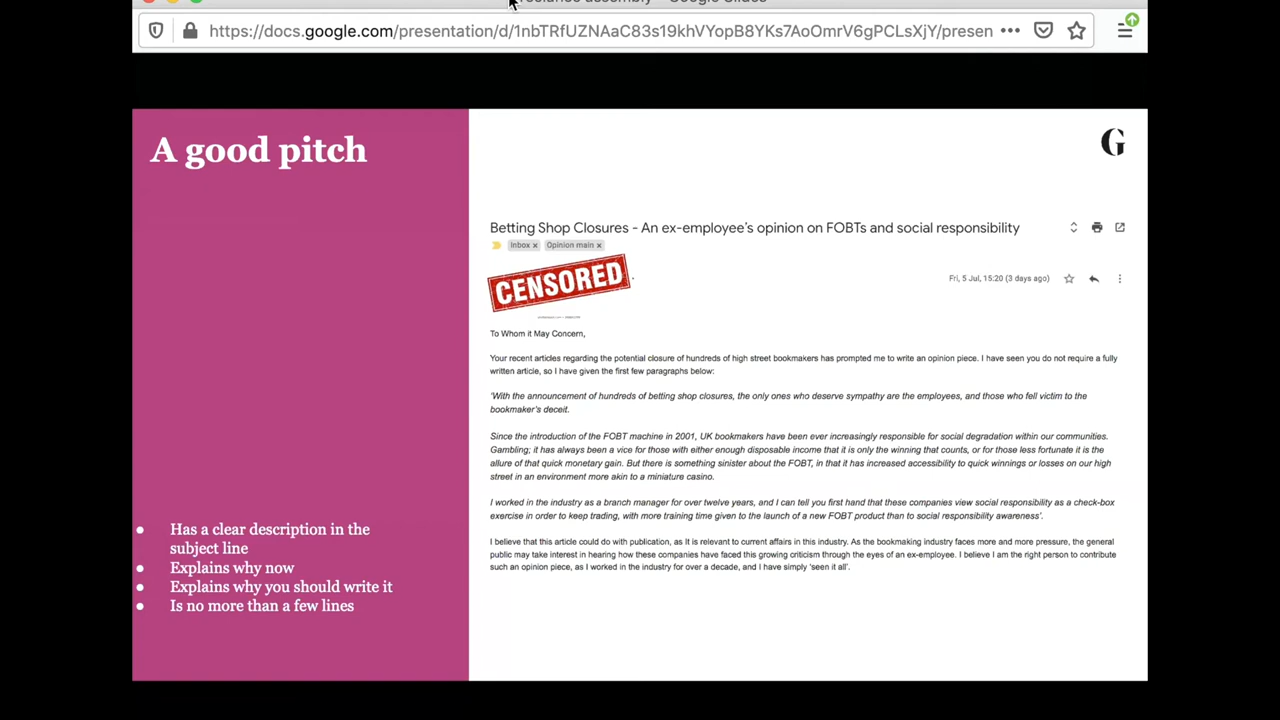 https://docs.google.com/presentation/d/1nbTRfUZNAaC83s19khVYopB8YKs7AoOmrV6gPCLsXjY/presen
A good pitch
G
Betting Shop Closures - An ex-employee's opinion on FOBTs and social responsibility
Inbox x Opinion main x
CENSORED
Fri, 5 Jul, 15:20 (3 days ago)
To Whom it May Concern,
Your recent articles regarding the potential closure of hundreds of high street bookmakers has prompted me to write an opinion piece. I have seen you do not require a fully
written article, so I have given the first few paragraphs below:
'With the announcement of hundreds of betting shop closures, the only ones who deserve sympathy are the employees, and those who fell victim to the
bookmaker's deceit.
Since the introduction of the FOBT machine in 2001, UK bookmakers have been ever increasingly responsible for social degradation within our communities.
Gambling; it has always been a vice for those with either enough disposable income that it is only the winning that counts, or for those less fortunate it is the
allure of that quick monetary gain. But there is something sinister about the FOBT, in that it has increased accessibility to quick winnings or losses on our high
street in an environment more akin to a miniature casino.
I worked in the industry as a branch manager for over twelve years, and I can tell you first hand that these companies view social responsibility as a check-box
exercise in order to keep trading, with more training time given to the launch of a new FOBT product than to social responsibility awareness'.
I believe that this article could do with publication, as It is relevant to current affairs in this industry. As the bookmaking industry faces more and more pressure, the general
public may take interest in hearing how these companies have faced this growing criticism through the eyes of an ex-employee. I believe I am the right person to contribute
such an opinion piece, as I worked in the industry for over a decade, and I have simply 'seen it all'.
● Has a clear description in the
subject line
● Explains why now
● Explains why you should write it
● Is no more than a few lines